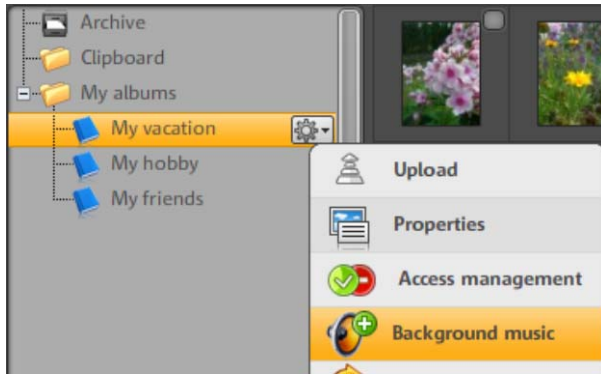 Archive
Clipboard
My albums
My vacation
My hobby
My friends
Upload
Properties
Access management
Background music